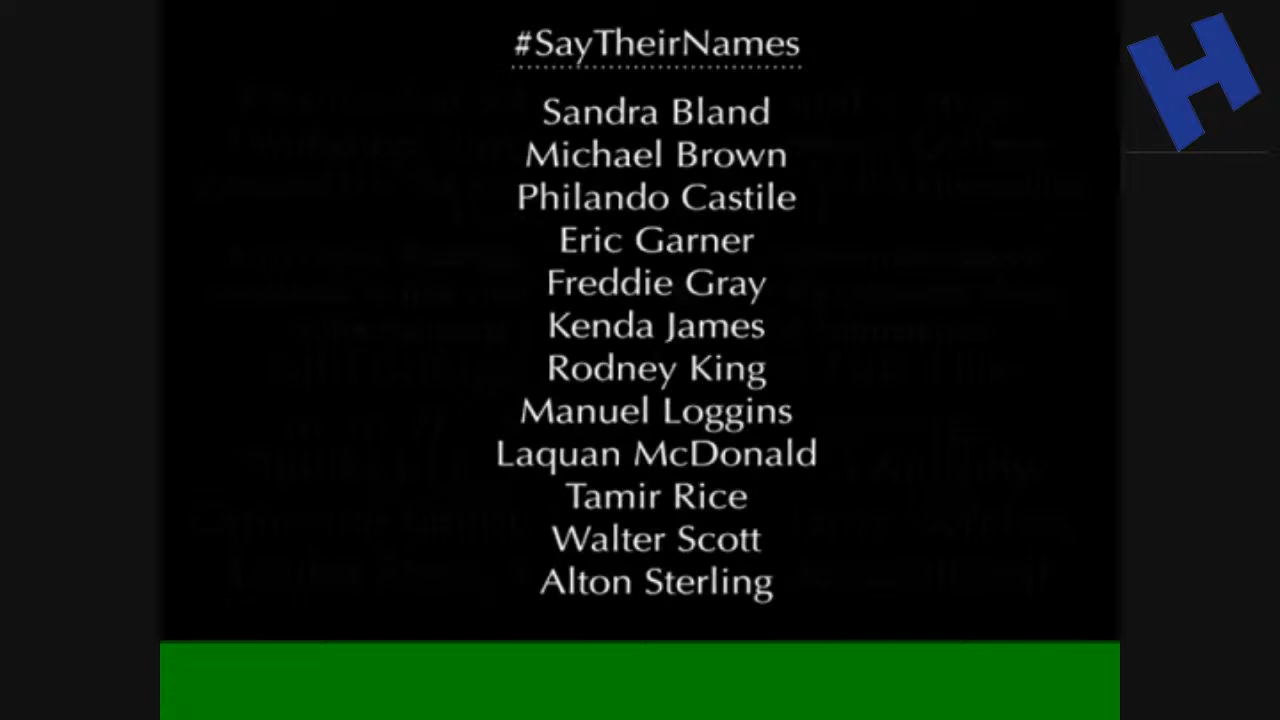 #SayTheirNames
Sandra Bland
Michael Brown
Philando Castile
Eric Garner
Freddie Gray
Kenda James
Rodney King
Manuel Loggins
Laquan McDonald
Tamir Rice
Walter Scott
Alton Sterling
H